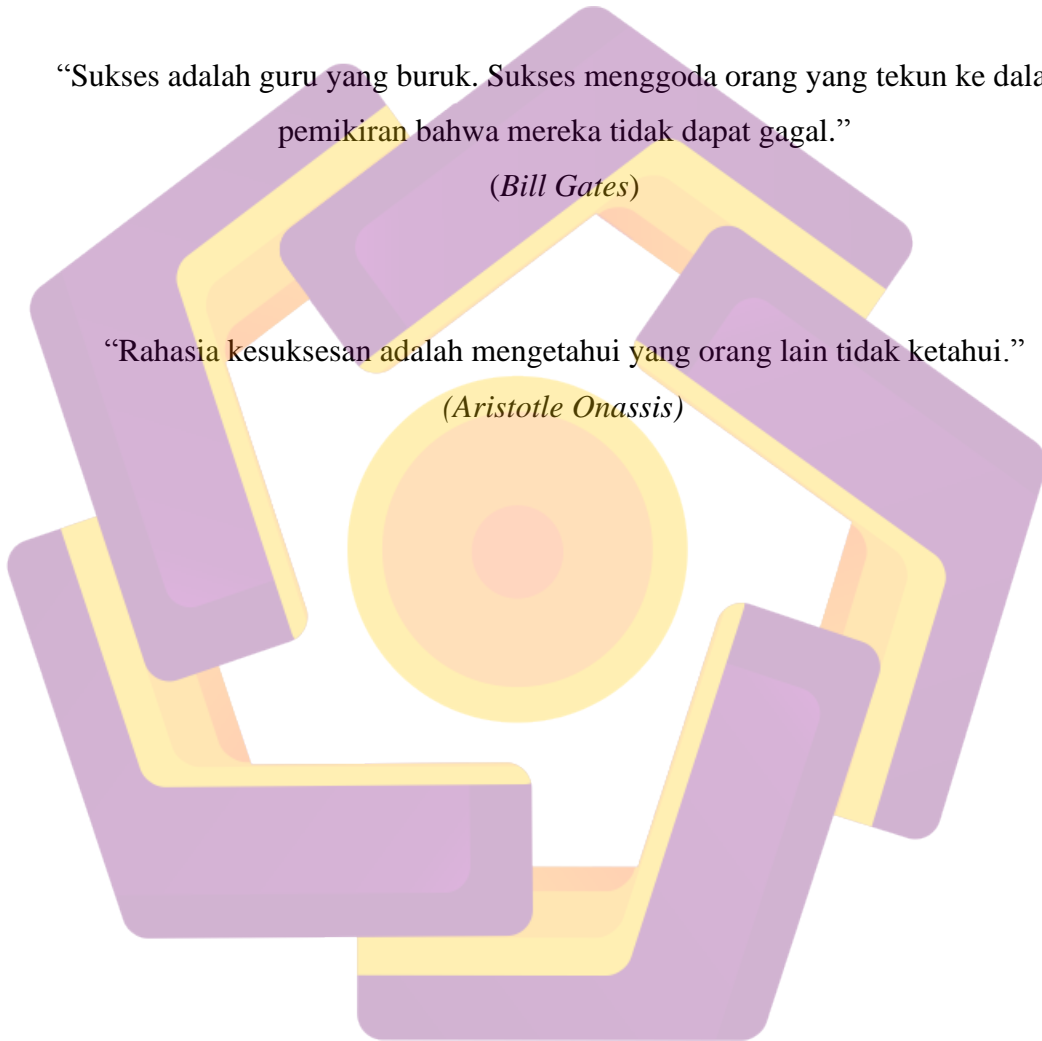 “Sukses adalah guru yang buruk. Sukses menggoda orang yang tekun ke dala
pemikiran bahwa mereka tidak dapat gagal.”
(Bill Gates)
“Rahasia kesuksesan adalah mengetahui yang orang lain tidak ketahui.”
(Aristotle Onassis)